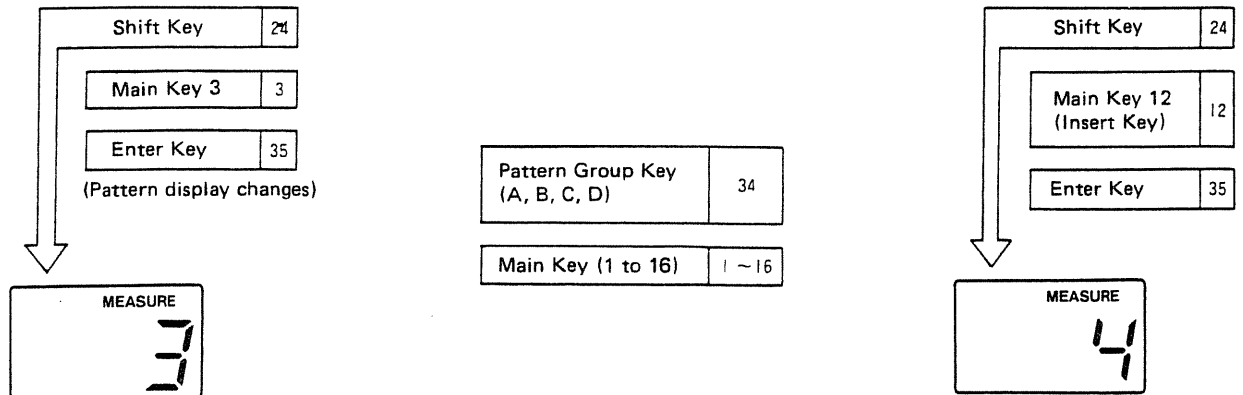 Shift Key 24
Main Key 3 3
Enter Key 35
(Pattern display changes)
MEASURE
3
Pattern Group Key
(A, B, C, D) 34
Main Key (1 to 16) 1 ~ 16
Shift Key 24
Main Key 12
(Insert Key) 12
Enter Key 35
MEASURE
4